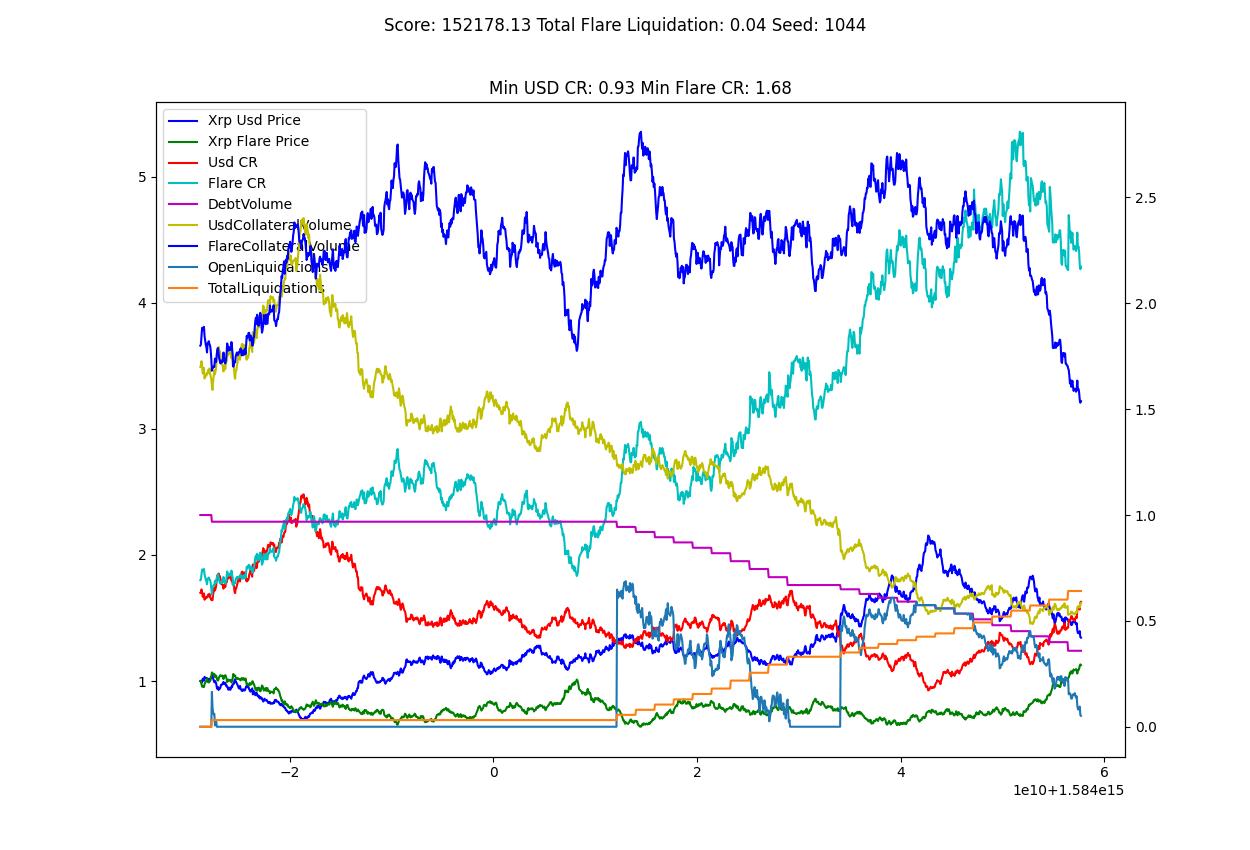 Score: 152178.13 Total Flare Liquidation: 0.04 Seed: 1044
Min USD CR: 0.93 Min Flare CR: 1.68
Xrp Usd Price
Xrp Flare Price
Usd CR
Flare CR
DebtVolume
UsdCollateralVolume
FlareCollateralVolume
OpenLiquidations
TotalLiquidations
5
4
3
2
1
2.5
2.0
1.5
1.0
0.5
0.0
−2
0
2
4
6
1e10+1.584e15